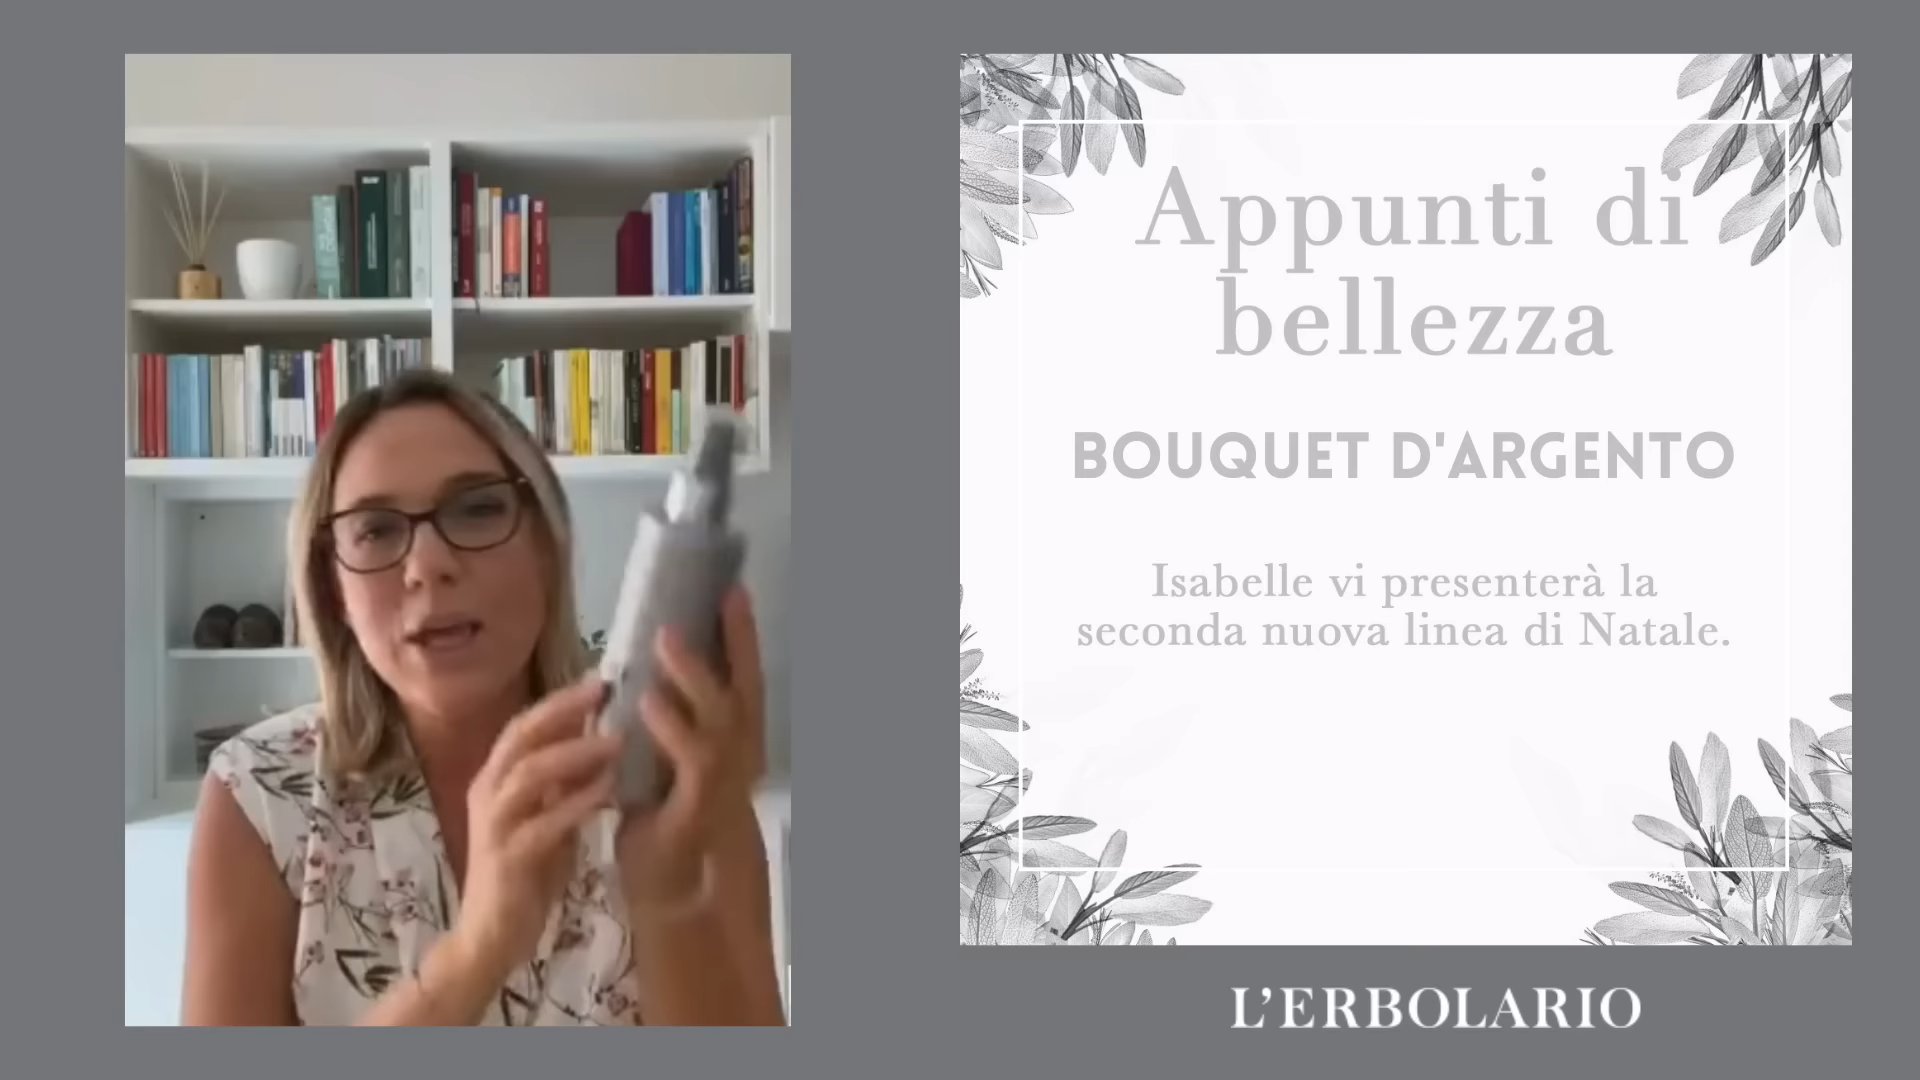 Appunti di
bellezza
BOUQUET D'ARGENTO
Isabelle vi presenterà la
seconda nuova linea di Natale.
L'ERBOLARIO